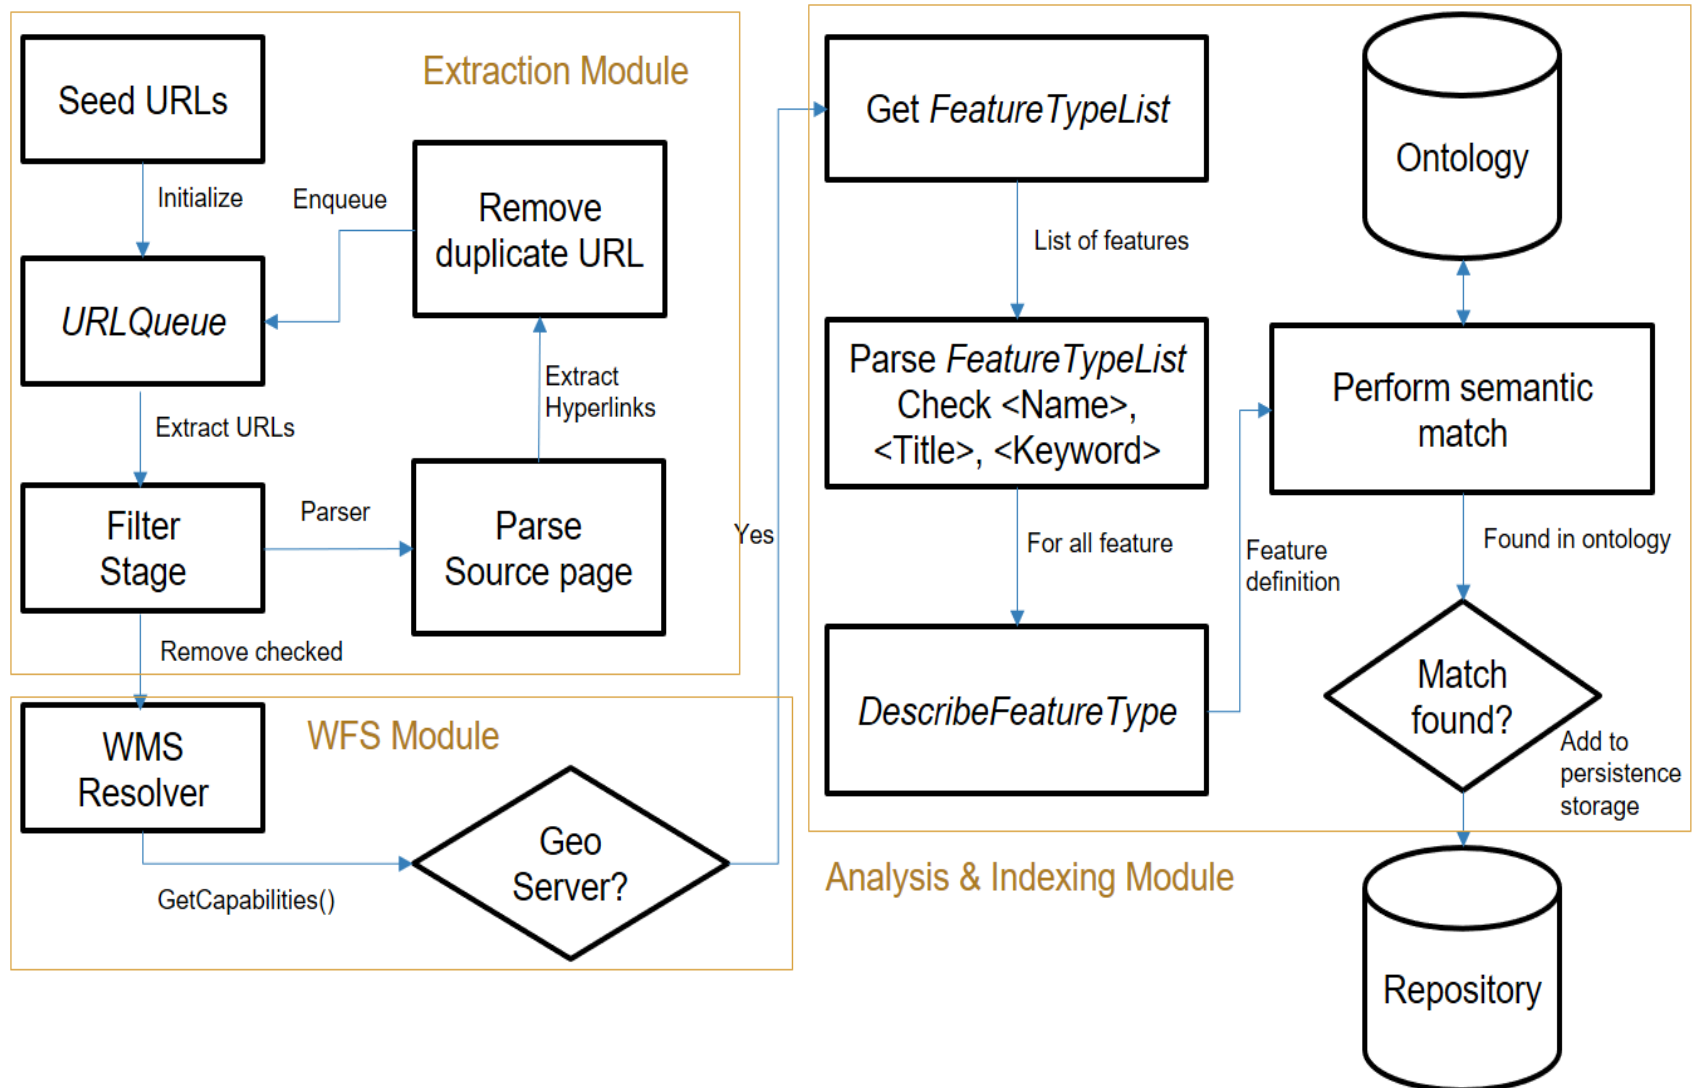 Extraction Module
Seed URLs
Initialize
Enqueue
Remove
duplicate URL
URLQueue
Extract
Hyperlinks
Extract URLs
Filter
Stage
Parser
Parse
Source page
Remove checked
WFS Module
WMS
Resolver
GetCapabilities()
Geo
Server?
Yes
Get FeatureTypeList
List of features
Parse FeatureTypeList
Check <Name>,
<Title>, <Keyword>
For all feature
DescribeFeatureType
Feature
definition
Ontology
Perform semantic
match
Found in ontology
Match
found?
Add to
persistence
storage
Analysis & Indexing Module
Repository